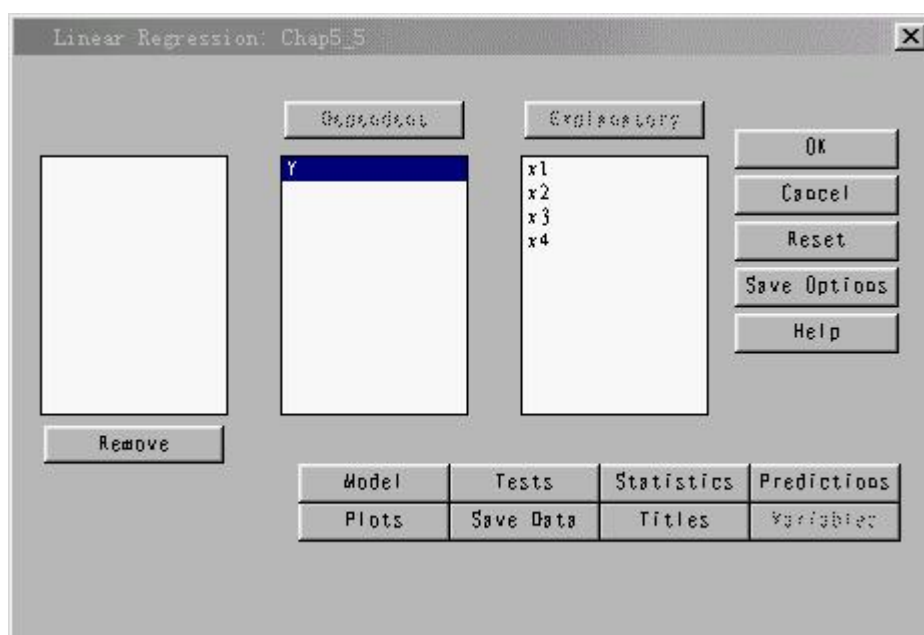 Linear Regression: Chap5_5
Dependent
Explanatory
Y
x1
x2
x3
x4
OK
Cancel
Reset
Save Options
Help
Remove
Model
Tests
Statistics
Predictions
Plots
Save Data
Titles
Variables